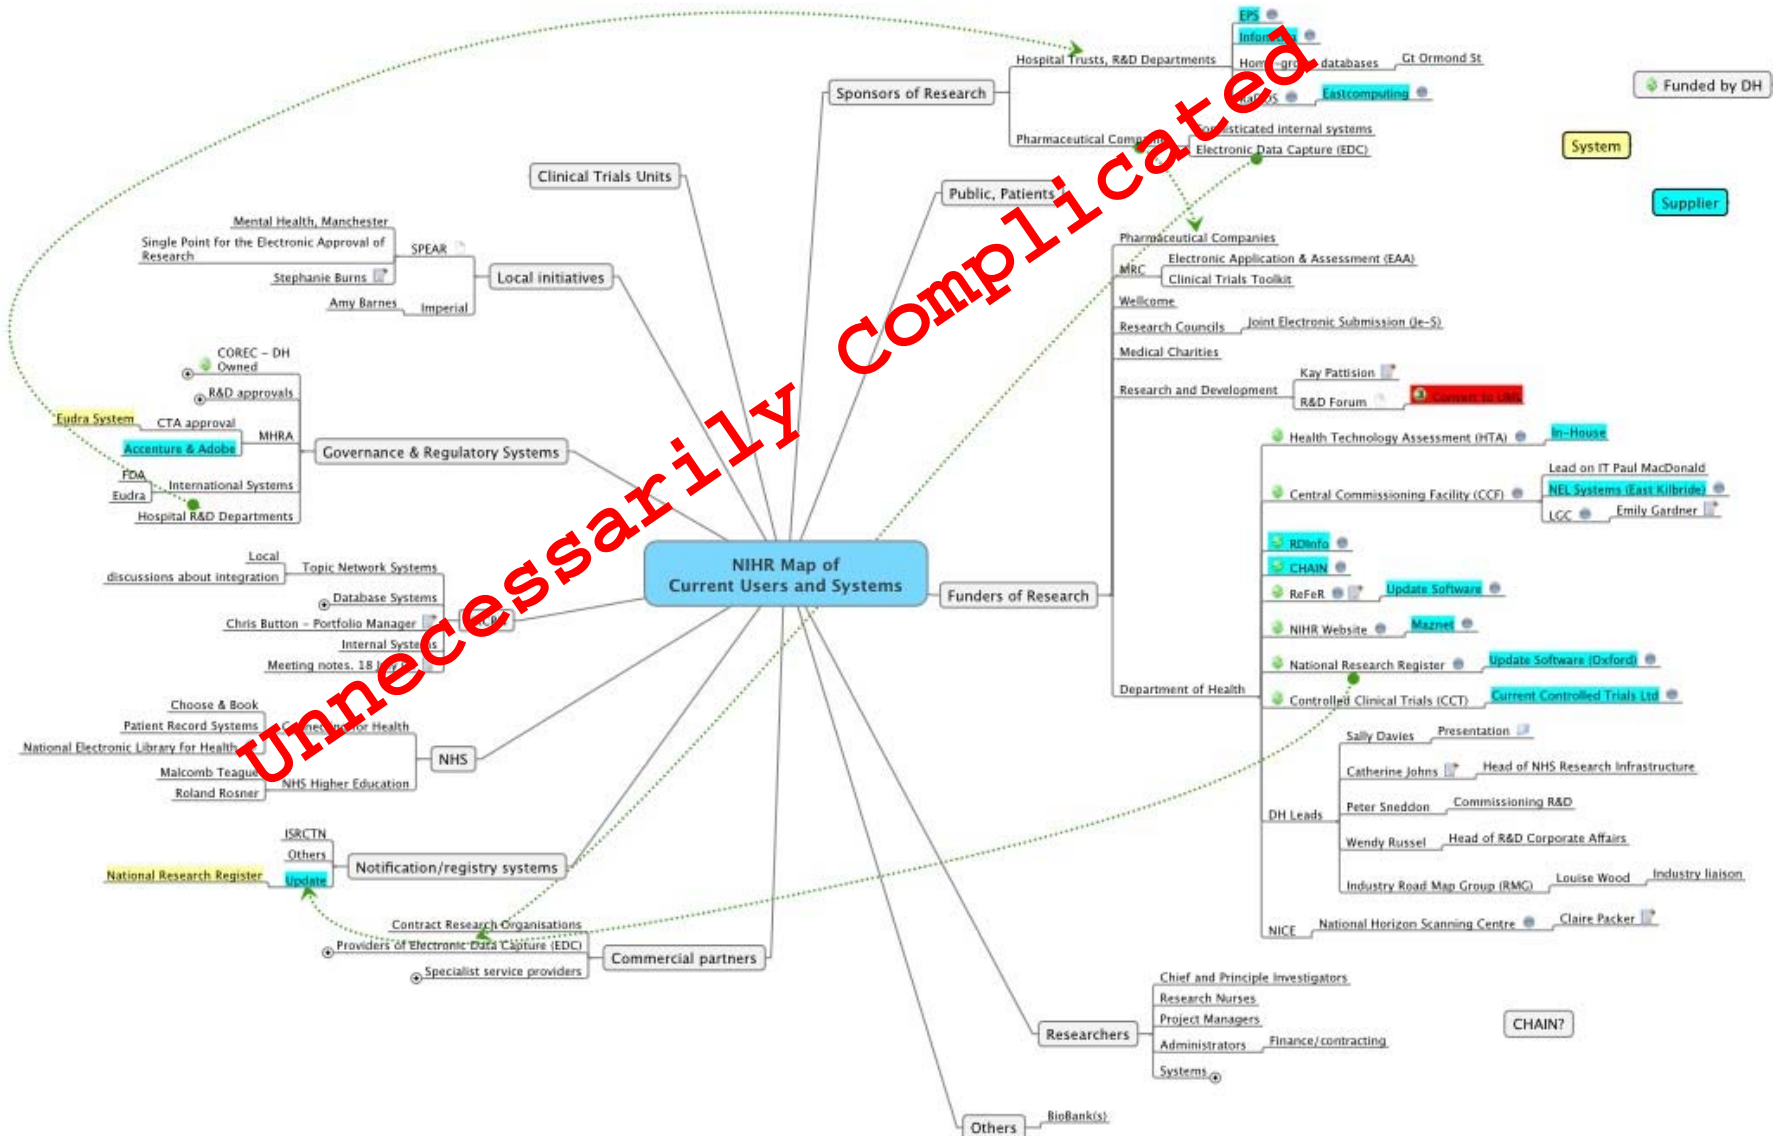 EPS
Hospital Trusts, R&D Departments
databases
Gt Ormond St
Eastcomputing
Sponsors of Research
Pharmaceutical
Sophisticated internal systems
Electronic Data Capture (EDC)
Funded by DH
System
Supplier
Clinical Trials Units
Public, Patients
Mental Health, Manchester
Single Point for the Electronic Approval of
Research
SPEAR
Stephanie Burns
Local initiatives
Amy Barnes
Imperial
Pharmaceutical Companies
MRC
Electronic Application & Assessment (EAA)
Clinical Trials Toolkit
Wellcome
Research Councils
Joint Electronic Submission (Je-S)
Medical Charities
Research and Development
Kay Pattision
R&D Forum
Convert to UMS
COREC - DH
Owned
R&D approvals
Eudra System
CTA approval
MHRA
Accenture & Adobe
FDA
Eudra
International Systems
Hospital R&D Departments
Governance & Regulatory Systems
Unnecessarily Complicated
NIHR Map of
Current Users and Systems
Funders of Research
Health Technology Assessment (HTA)
In-House
Central Commissioning Facility (CCF)
Lead on IT Paul MacDonald
NEL Systems (East Kilbride)
LGC
Emily Gardner
RDInfo
CHAIN
ReFeR
Update Software
NIHR Website
Maznet
National Research Register
Update Software (Oxford)
Department of Health
Controlled Clinical Trials (CCT)
Current Controlled Trials Ltd
Sally Davies
Presentation
Catherine Johns
Head of NHS Research Infrastructure
DH Leads
Peter Sneddon
Commissioning R&D
Wendy Russel
Head of R&D Corporate Affairs
Industry Road Map Group (RMG)
Louise Wood
Industry liaison
NICE
National Horizon Scanning Centre
Claire Packer
Local
discussions about integration
Topic Network Systems
Database Systems
Chris Button - Portfolio Manager
Internal Systems
Meeting notes. 18
Choose & Book
Patient Record Systems
National Electronic Library for Health
for Health
NHS
Malcomb Teague
Roland Rosner
NHS Higher Education
ISRCTN
Others
National Research Register
Update
Notification/registry systems
Contract Research Organisations
Providers of Electronic Data Capture (EDC)
Specialist service providers
Commercial partners
Researchers
Chief and Principle Investigators
Research Nurses
Project Managers
Administrators
Finance/contracting
Systems
CHAIN?
Others
BioBank(s)